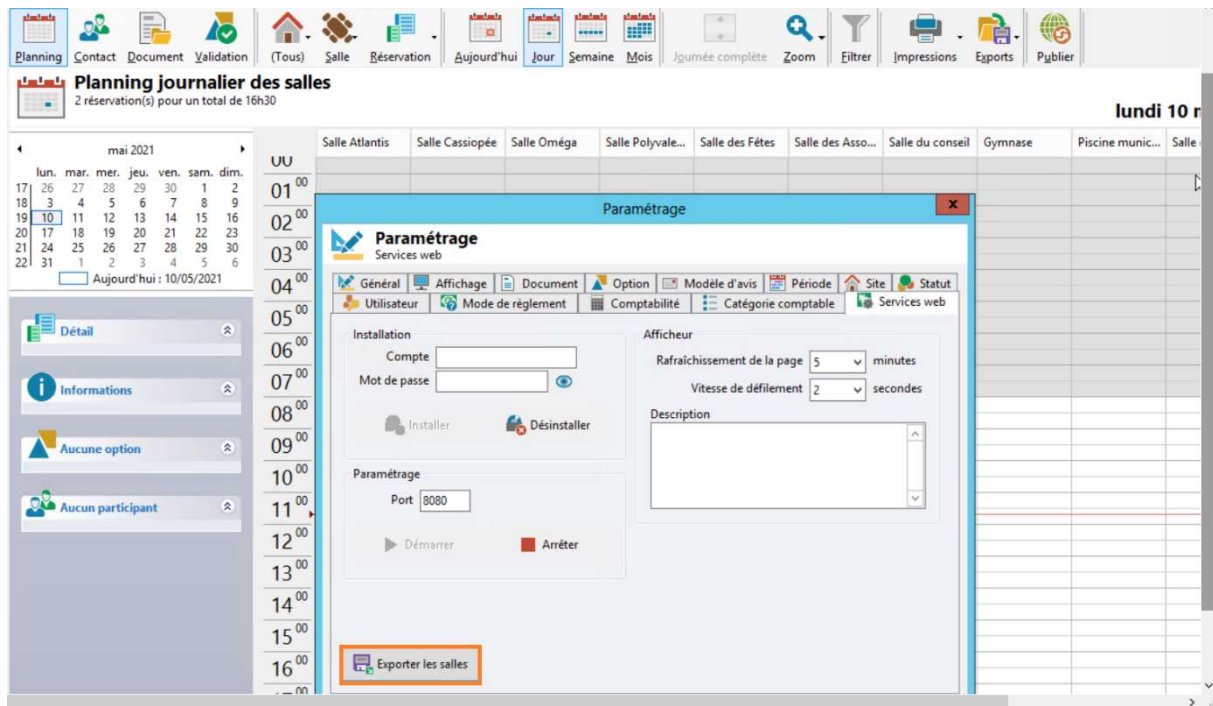 Planning Contact Document Validation (Tous) Salle Réservation Aujourd'hui Jour Semaine Mois Journée complète Zoom Filtrer Impressions Exports Publier
Planning journalier des salles
2 réservation(s) pour un total de 16h30
lundi 10
mai 2021
lun. mar. mer. jeu. ven. sam. dim.
17 26 27 28 29 30 1 2
18 3 4 5 6 7 8 9
19 10 11 12 13 14 15 16
20 17 18 19 20 21 22 23
21 24 25 26 27 28 29 30
22 31 1 2 3 4 5 6
Aujourd'hui : 10/05/2021
Détail
Informations
Aucune option
Aucun participant
Salle Atlantis Salle Cassiopée Salle Oméga Salle Polyvale... Salle des Fêtes Salle des Asso... Salle du conseil Gymnase Piscine munic... Salle
00
01 00
02 00
03 00
04 00
05 00
06 00
07 00
08 00
09 00
10 00
11 00
12 00
13 00
14 00
15 00
16 00
Paramétrage
x
Paramétrage
Services web
Général Affichage Document Option Modèle d'avis Période Site Statut
Utilisateur Mode de règlement Comptabilité Catégorie comptable Services web
Installation
Compte
Mot de passe
Installer Désinstaller
Paramétrage
Port 8080
Démarrer Arrêter
Afficheur
Rafraîchissement de la page 5 minutes
Vitesse de défilement 2 secondes
Description
Exporter les salles